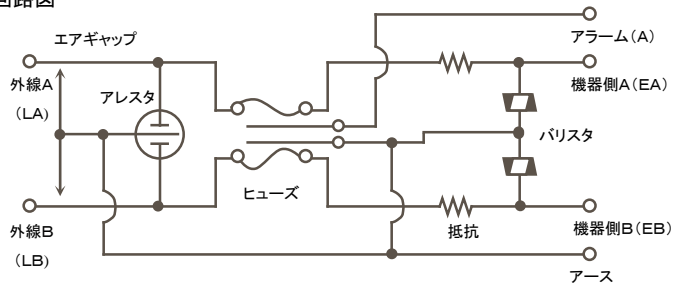 回路図
アラーム(A)
エアギャップ
外線A
(LA)
アレスタ
機器側A(EA)
バリスタ
ヒューズ
外線B
(LB)
抵抗
機器側B(EB)
アース